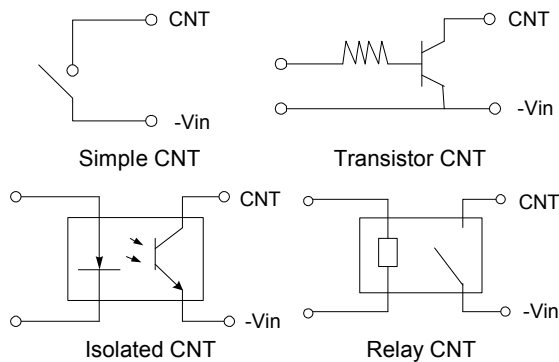 CNT
-Vin
Simple CNT
CNT
-Vin
Transistor CNT
CNT
-Vin
Isolated CNT
CNT
-Vin
Relay CNT